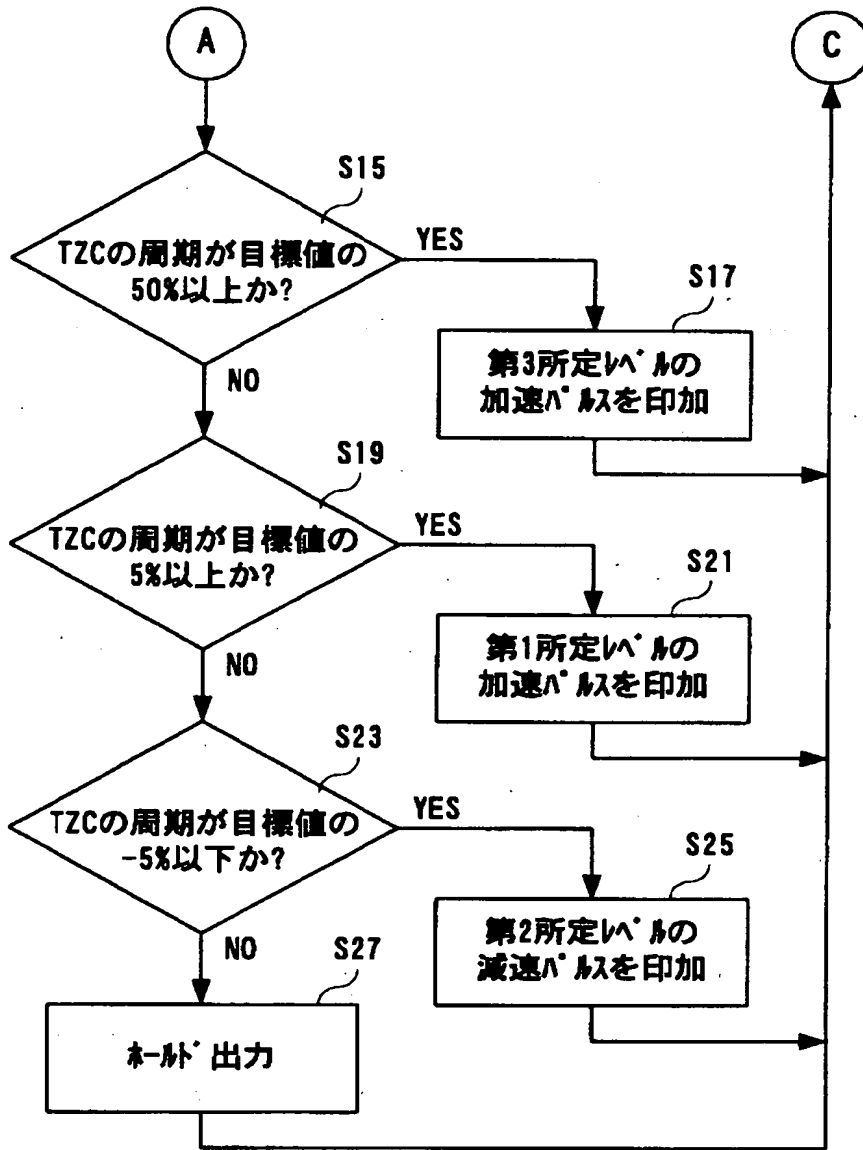 A
C
S15
TZCの周期が目標値の
50%以上か?
YES
NO
S17
第3所定ﾚﾍﾞﾙの
加速ﾊﾟﾙｽを印加
S19
TZCの周期が目標値の
5%以上か?
YES
NO
S21
第1所定ﾚﾍﾞﾙの
加速ﾊﾟﾙｽを印加
S23
TZCの周期が目標値の
-5%以下か?
YES
NO
S25
第2所定ﾚﾍﾞﾙの
減速ﾊﾟﾙｽを印加
S27
ﾎｰﾙﾄﾞ出力